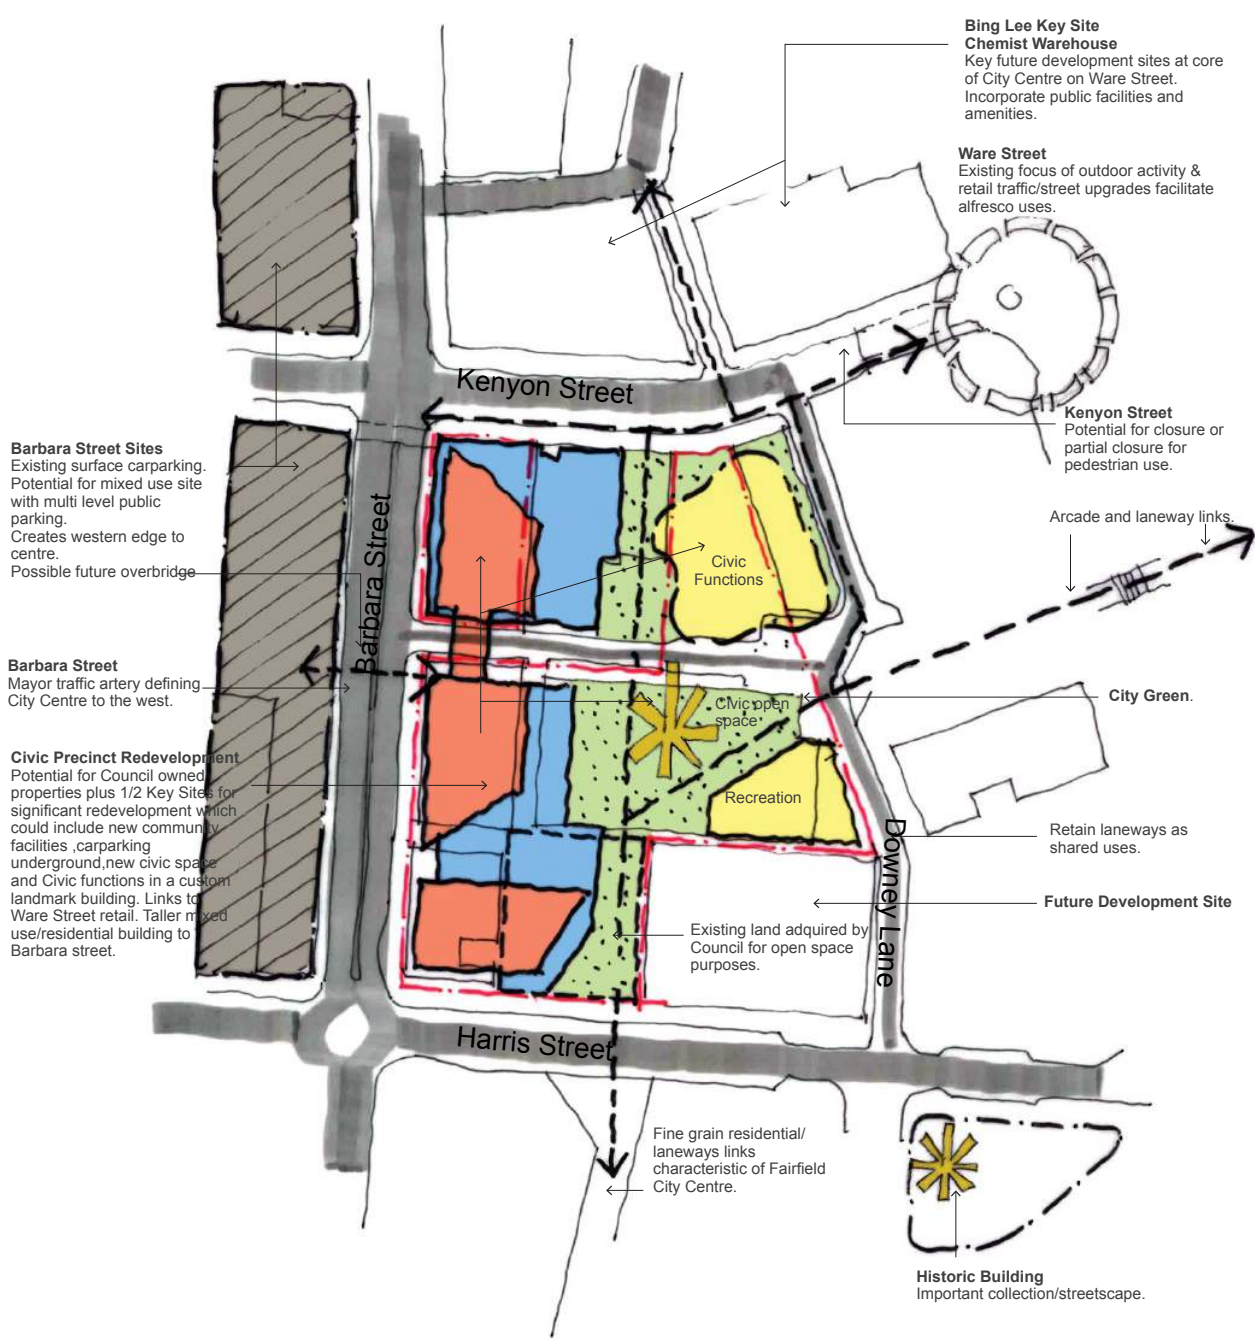 Bing Lee Key Site
Chemist Warehouse
Key future development sites at core
of City Centre on Ware Street.
Incorporate public facilities and
amenities.
Ware Street
Existing focus of outdoor activity &
retail traffic/street upgrades facilitate
alfresco uses.
Kenyon Street
Kenyon Street
Potential for closure or
partial closure for
pedestrian use.
Barbara Street Sites
Existing surface carparking.
Potential for mixed use site
with multi level public
parking.
Creates western edge to
centre.
Possible future overbridge
Barbara Street
Arcade and laneway links.
Civic
Functions
Barbara Street
Mayor traffic artery defining
City Centre to the west.
Civic open
space
City Green.
Civic Precinct Redevelopment
Potential for Council owned
properties plus 1/2 Key Sites for
significant redevelopment which
could include new community
facilities ,carparking
underground,new civic space
and Civic functions in a custom
landmark building. Links to
Ware Street retail. Taller mixed
use/residential building to
Barbara street.
Recreation
Downey Lane
Retain laneways as
shared uses.
Future Development Site
Existing land adquired by
Council for open space
purposes.
Harris Street
Fine grain residential/
laneways links
characteristic of Fairfield
City Centre.
Historic Building
Important collection/streetscape.